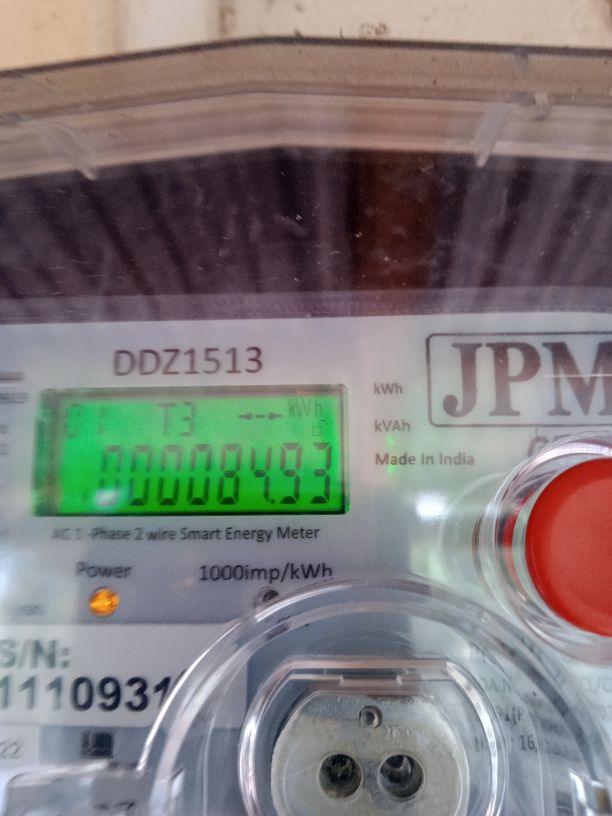 DDZ1513
JPM
kWh
kVAh
Made In India
T3 kWh
00008493
AC 1 -Phase 2 wire Smart Energy Meter
Power
1000imp/kWh
S/N:
1110931
22